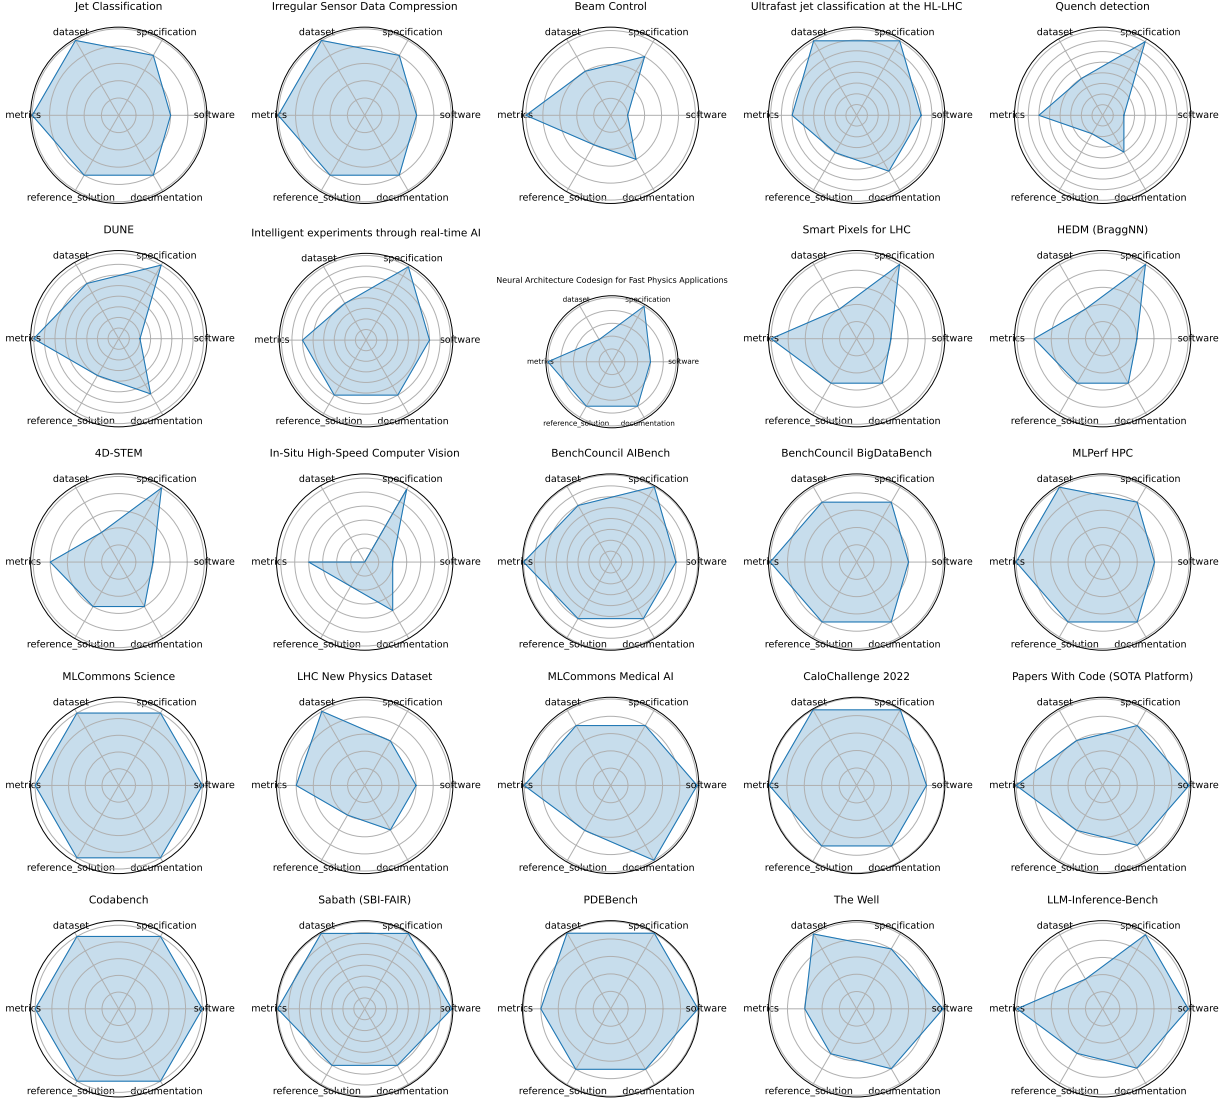 Jet Classification
dataset specification
metrics software
reference_solution documentation
Irregular Sensor Data Compression
dataset specification
metrics software
reference_solution documentation
Beam Control
dataset specification
metrics software
reference_solution documentation
Ultrafast jet classification at the HL-LHC
dataset specification
metrics software
reference_solution documentation
Quench detection
dataset specification
metrics software
reference_solution documentation
DUNE
dataset specification
metrics software
reference_solution documentation
Intelligent experiments through real-time AI
dataset specification
metrics software
reference_solution documentation
Neural Architecture Codesign for Fast Physics Applications
dataset specification
metrics software
reference_solution documentation
Smart Pixels for LHC
dataset specification
metrics software
reference_solution documentation
HEDM (BraggNN)
dataset specification
metrics software
reference_solution documentation
4D-STEM
dataset specification
metrics software
reference_solution documentation
In-Situ High-Speed Computer Vision
dataset specification
metrics software
reference_solution documentation
BenchCouncil AIBench
dataset specification
metrics software
reference_solution documentation
BenchCouncil BigDataBench
dataset specification
metrics software
reference_solution documentation
MLPerf HPC
dataset specification
metrics software
reference_solution documentation
MLCommons Science
dataset specification
metrics software
reference_solution documentation
LHC New Physics Dataset
dataset specification
metrics software
reference_solution documentation
MLCommons Medical AI
dataset specification
metrics software
reference_solution documentation
CaloChallenge 2022
dataset specification
metrics software
reference_solution documentation
Papers With Code (SOTA Platform)
dataset specification
metrics software
reference_solution documentation
Codabench
dataset specification
metrics software
reference_solution documentation
Sabath (SBI-FAIR)
dataset specification
metrics software
reference_solution documentation
PDEBench
dataset specification
metrics software
reference_solution documentation
The Well
dataset specification
metrics software
reference_solution documentation
LLM-Inference-Bench
dataset specification
metrics software
reference_solution documentation